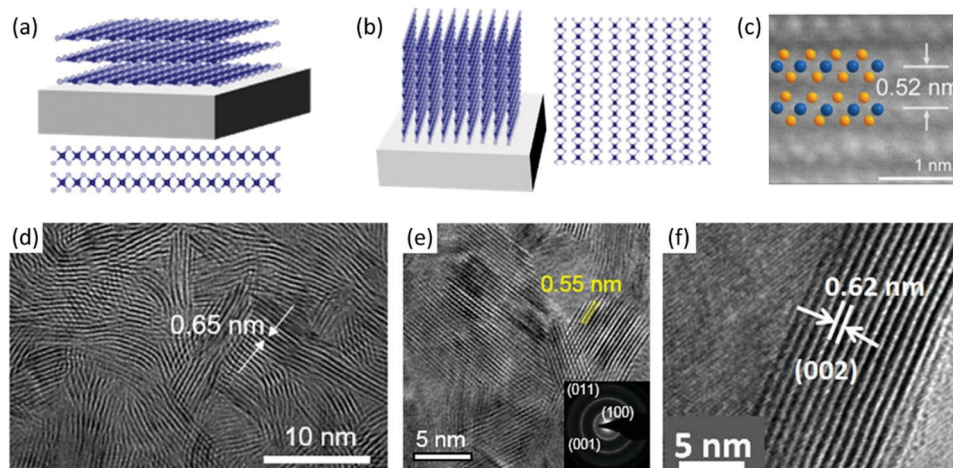 (a)
(b)
(c)
0.52 nm
1 nm
(d)
0.65 nm
10 nm
(e)
0.55 nm
(011)
(100)
(001)
5 nm
(f)
0.62 nm
(002)
5 nm